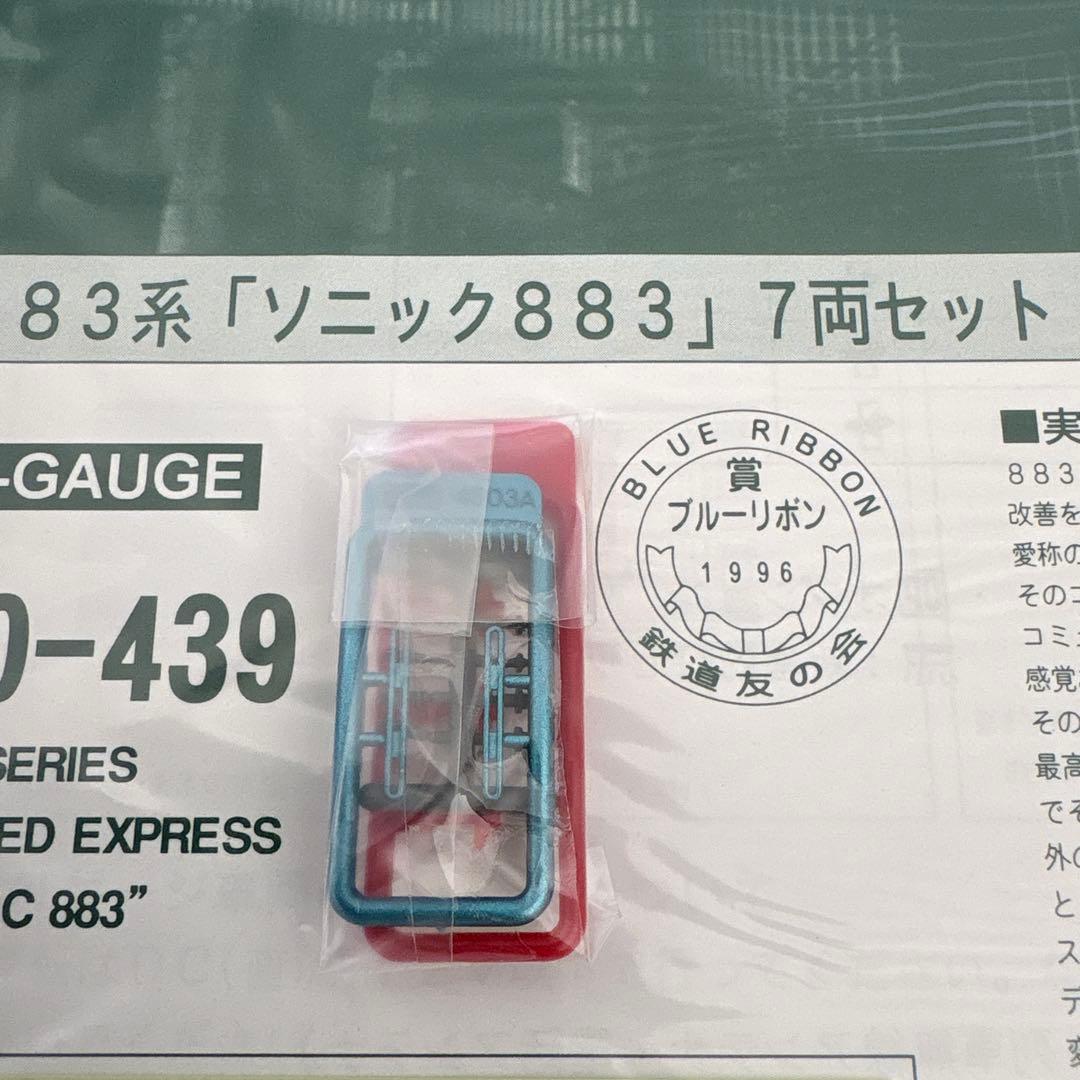 83系「ソニック883」7両セット
-GAUGE
0-439
SERIES
ED EXPRESS
C 883”
03A
BLUE RIBBON
賞
ブルーリボン
1996
鉄道友の会
■実
883
改善を
愛称の
そのコ
コミュ
感覚
その
最高
でそ
外の
と
ス
デ
変